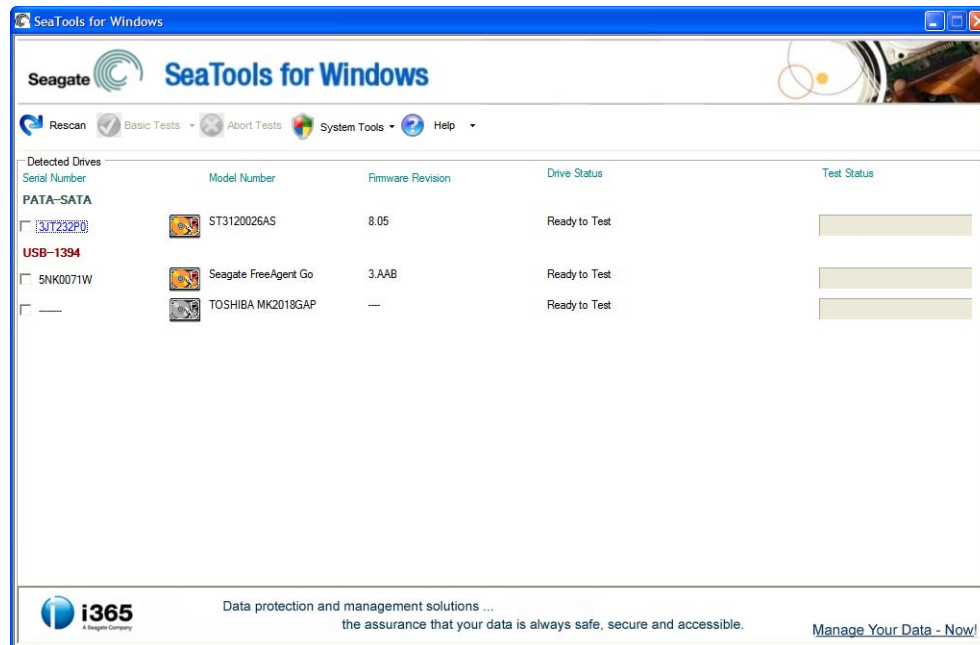 SeaTools for Windows
Seagate SeaTools for Windows
Rescan Basic Tests Abort Tests System Tools Help
Detected Drives
Serial Number Model Number Firmware Revision Drive Status Test Status
PATA-SATA
3JT232P0 ST3120026AS 8.05 Ready to Test
USB-1394
5NK0071W Seagate FreeAgent Go 3.AAB Ready to Test
-------- TOSHIBA MK2018GAP ---- Ready to Test
i365 Data protection and management solutions ...
A Seagate Company the assurance that your data is always safe, secure and accessible.
Manage Your Data - Now!